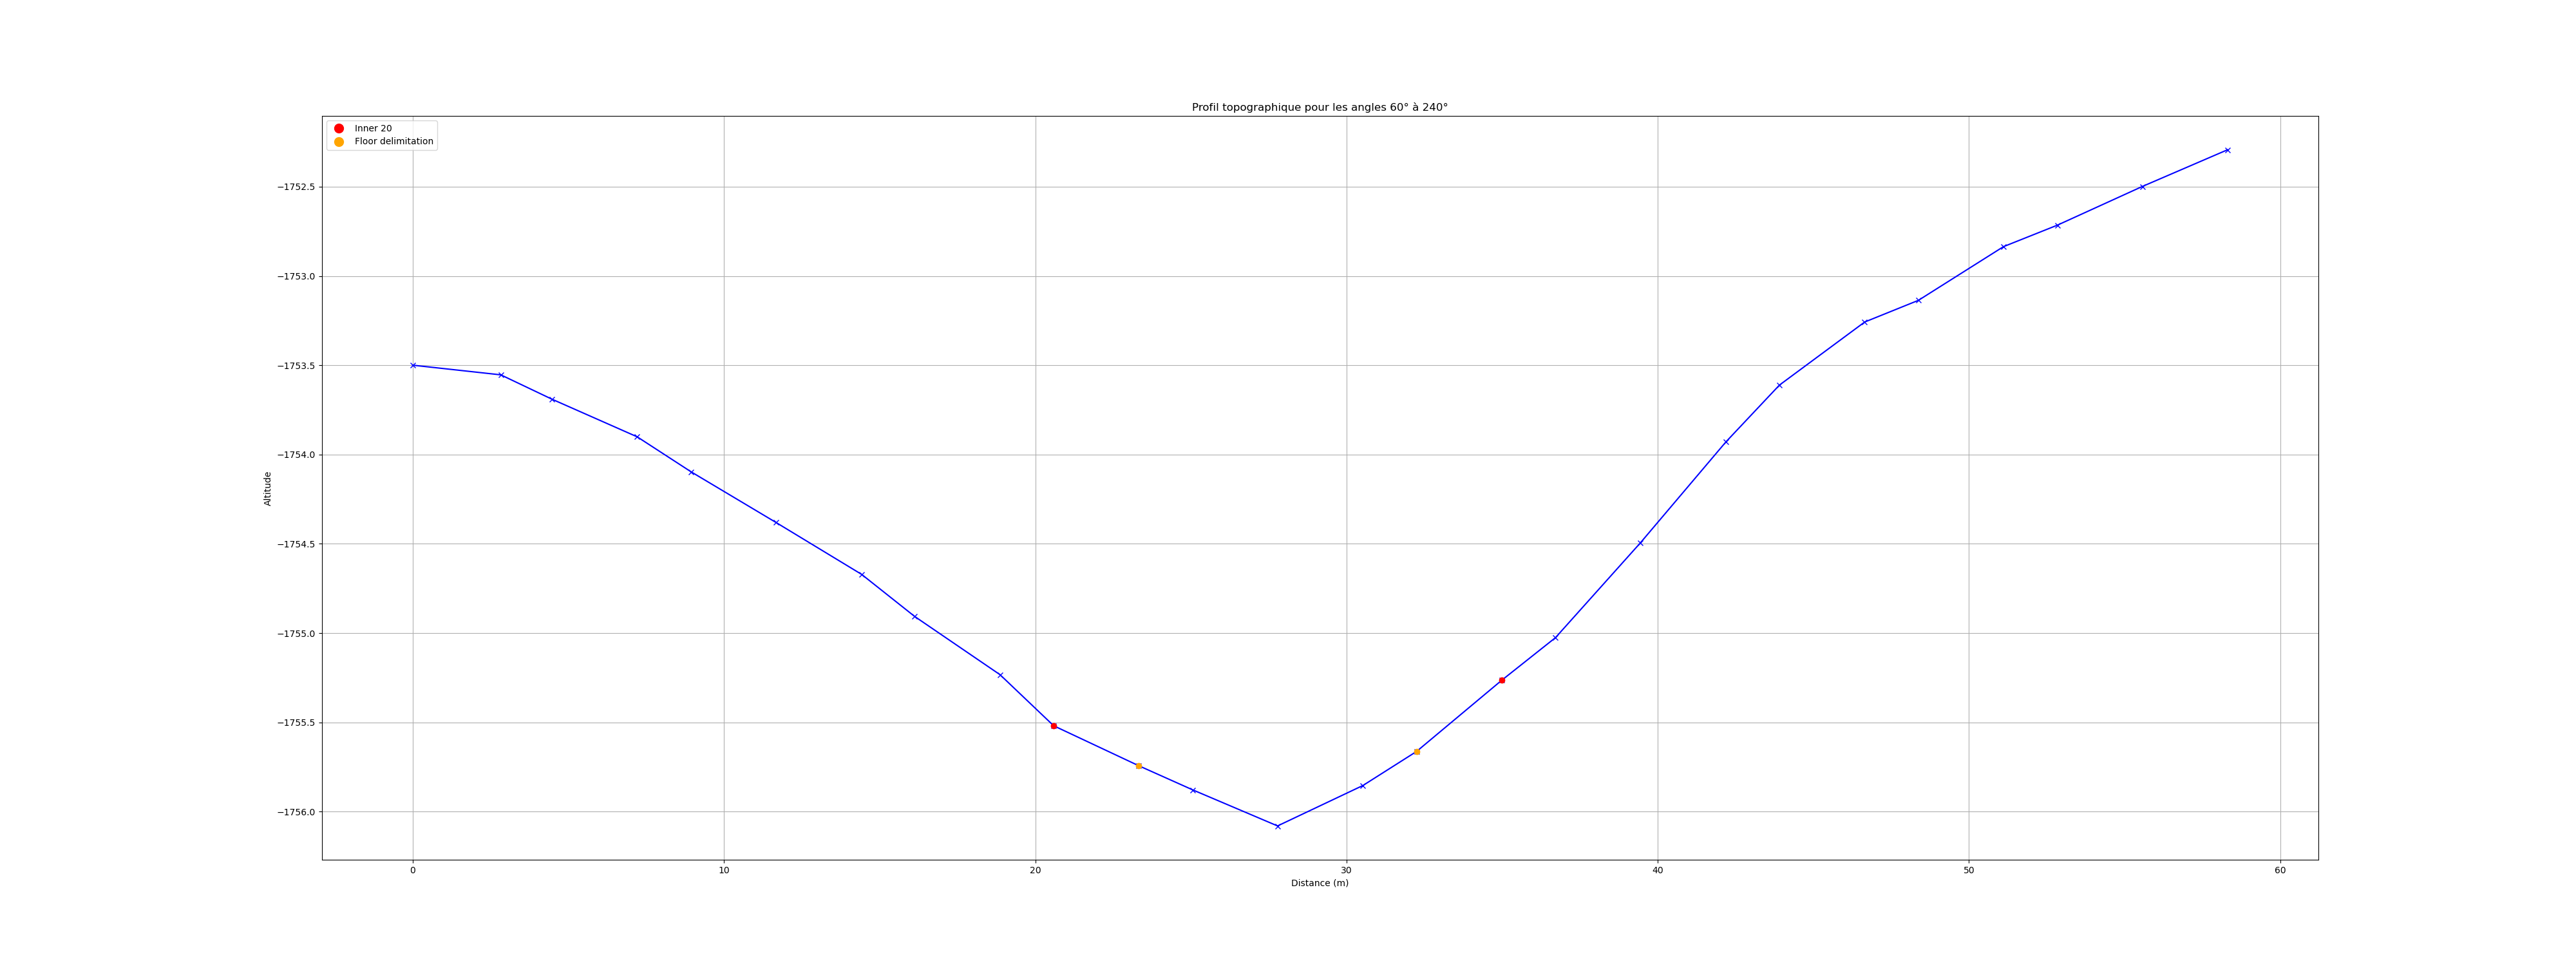 Profil topographique pour les angles 60° à 240°
Inner 20
Floor delimitation
−1752.5
−1753.0
−1753.5
−1754.0
−1754.5
−1755.0
−1755.5
−1756.0
Altitude
0 10 20 30 40 50 60
Distance (m)